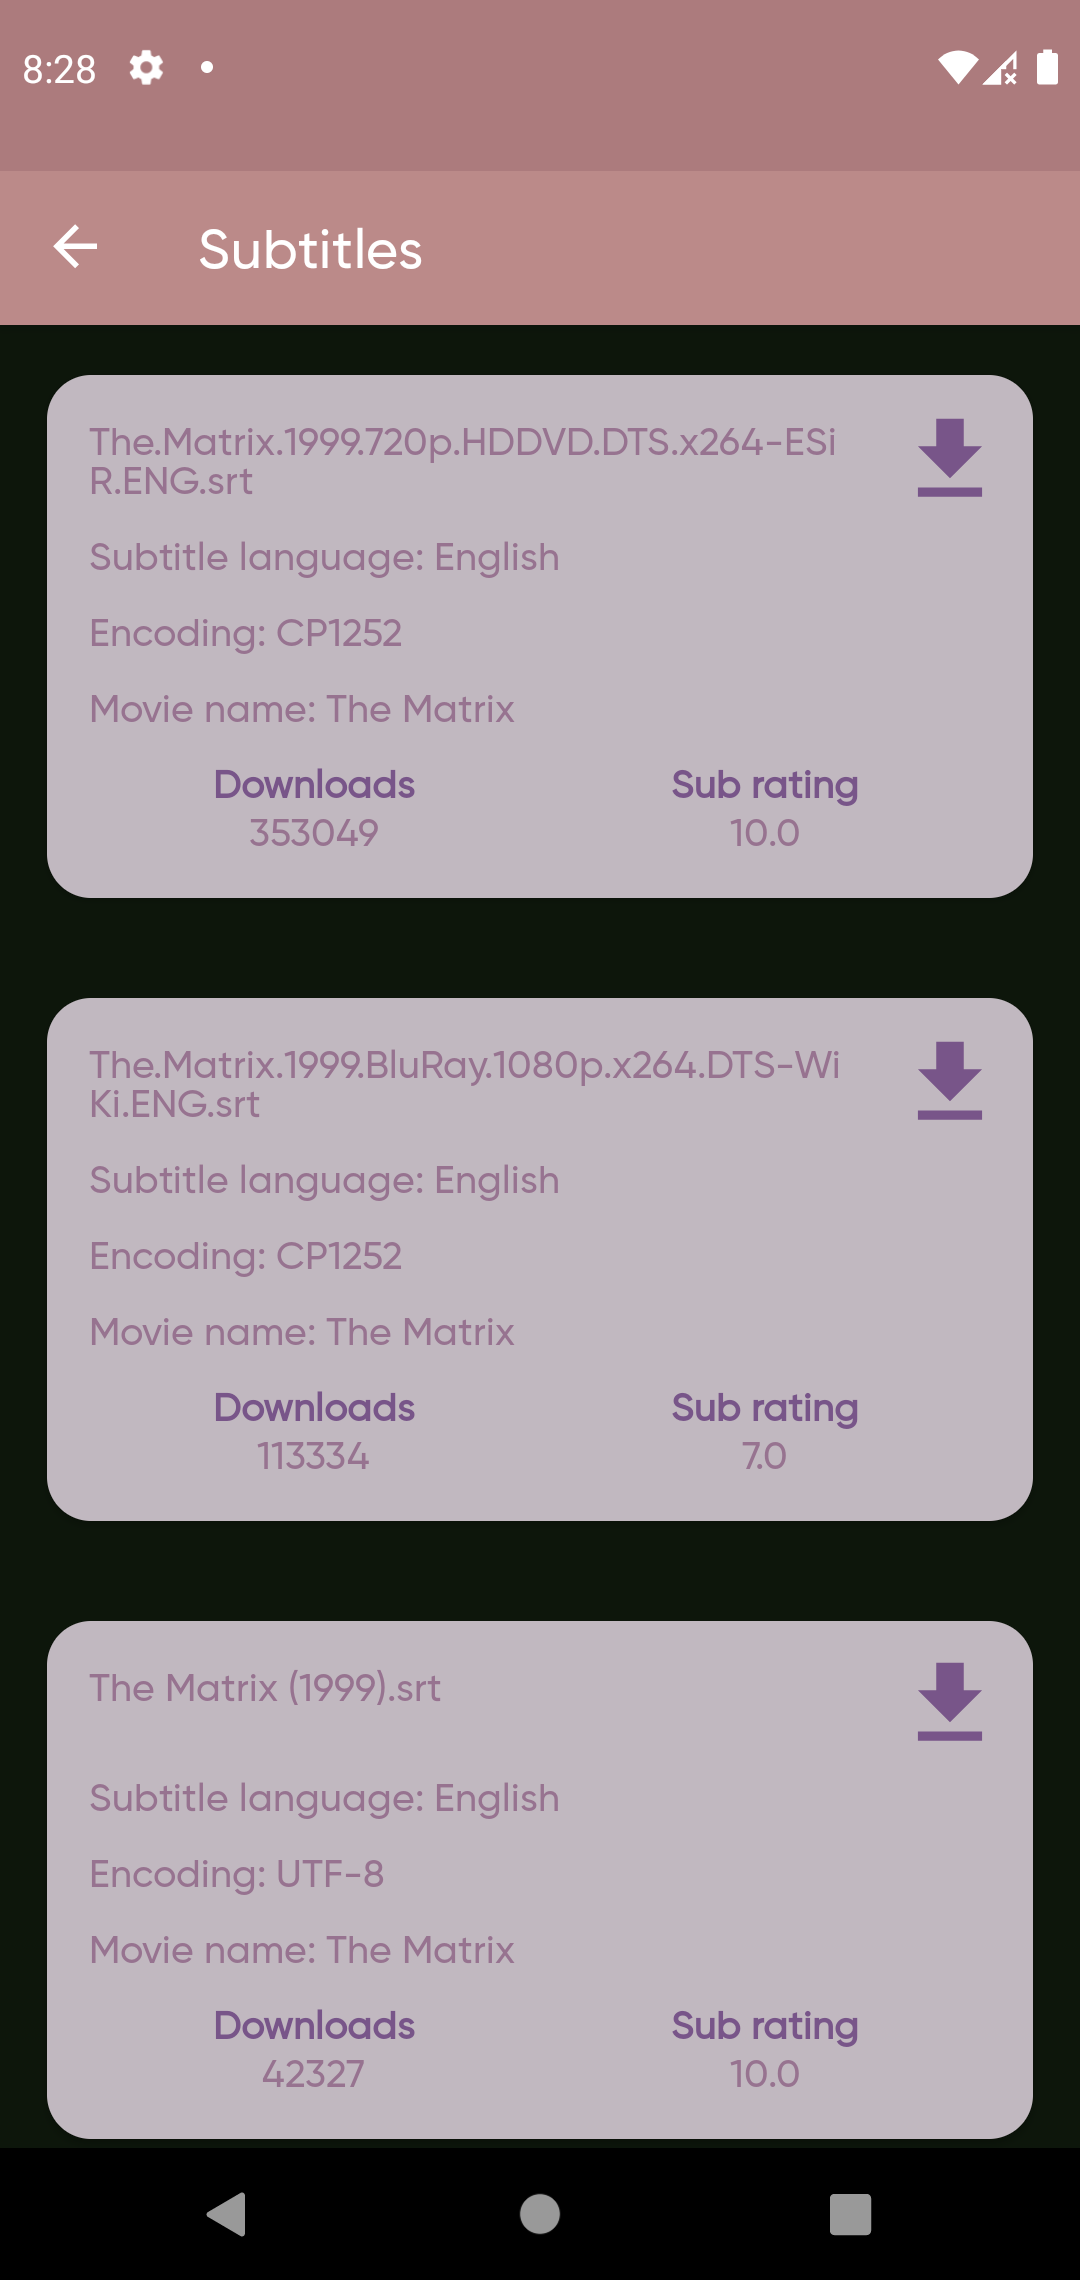 8:28
Subtitles
The.Matrix.1999.720p.HDDVD.DTS.x264-ESi
R.ENG.srt
Subtitle language: English
Encoding: CP1252
Movie name: The Matrix
Downloads Sub rating
353049 10.0
The.Matrix.1999.BluRay.1080p.x264.DTS-Wi
Ki.ENG.srt
Subtitle language: English
Encoding: CP1252
Movie name: The Matrix
Downloads Sub rating
113334 7.0
The Matrix (1999).srt
Subtitle language: English
Encoding: UTF-8
Movie name: The Matrix
Downloads Sub rating
42327 10.0